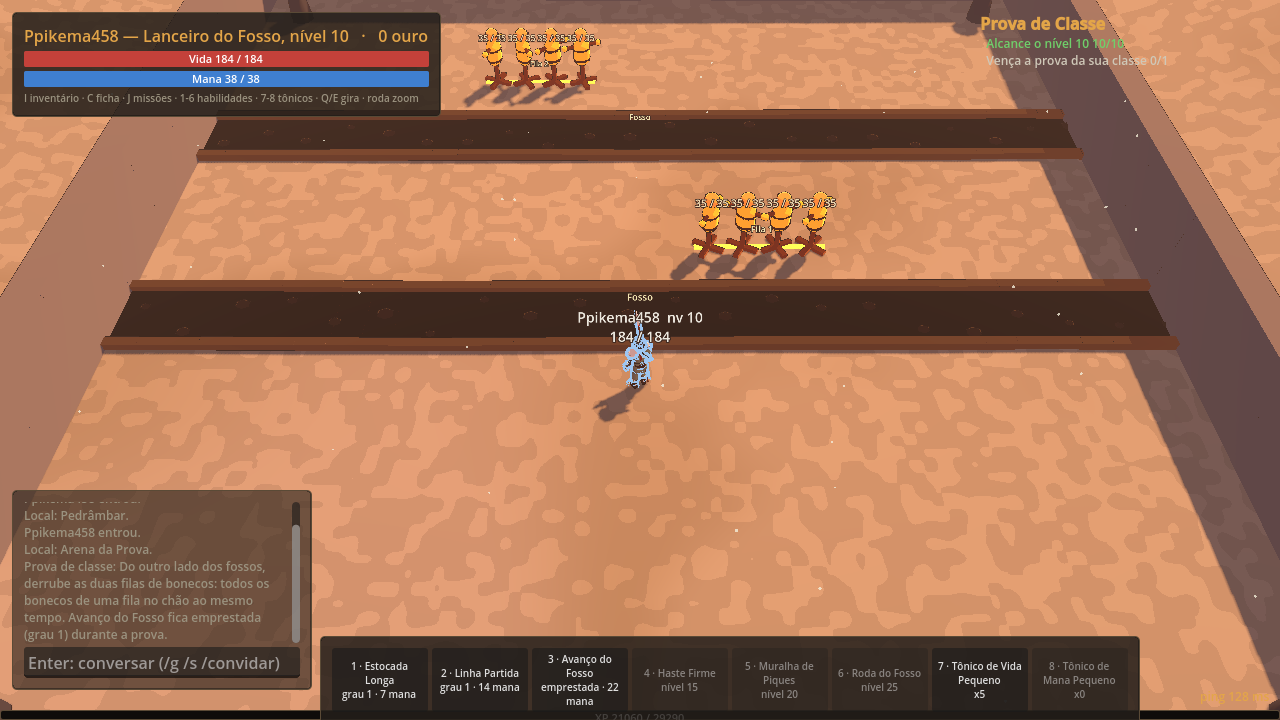 Ppikema458 — Lanceiro do Fosso, nível 10 · 0 ouro
Vida 184 / 184
Mana 38 / 38
I inventário · C ficha · J missões · 1-6 habilidades · 7-8 tônicos · Q/E gira · roda zoom
Prova de Classe
Alcance o nível 10 10/10
Vença a prova da sua classe 0/1
Fosso
35 / 35 35 / 35 35 / 35 35 / 35
Fila 1
Fosso
Ppikema458 nv 10
184 / 184
Local: Pedrâmbar.
Ppikema458 entrou.
Local: Arena da Prova.
Prova de classe: Do outro lado dos fossos,
derrube as duas filas de bonecos: todos os
bonecos de uma fila no chão ao mesmo
tempo. Avanço do Fosso fica emprestada
(grau 1) durante a prova.
Enter: conversar (/g /s /convidar)
1 · Estocada
Longa
grau 1 · 7 mana
2 · Linha Partida
grau 1 · 14 mana
3 · Avanço do
Fosso
emprestada · 22
mana
4 · Haste Firme
nível 15
5 · Muralha de
Piques
nível 20
6 · Roda do Fosso
nível 25
7 · Tônico de Vida
Pequeno
x5
8 · Tônico de
Mana Pequeno
x0
ping 128
XP 21060 / 29290